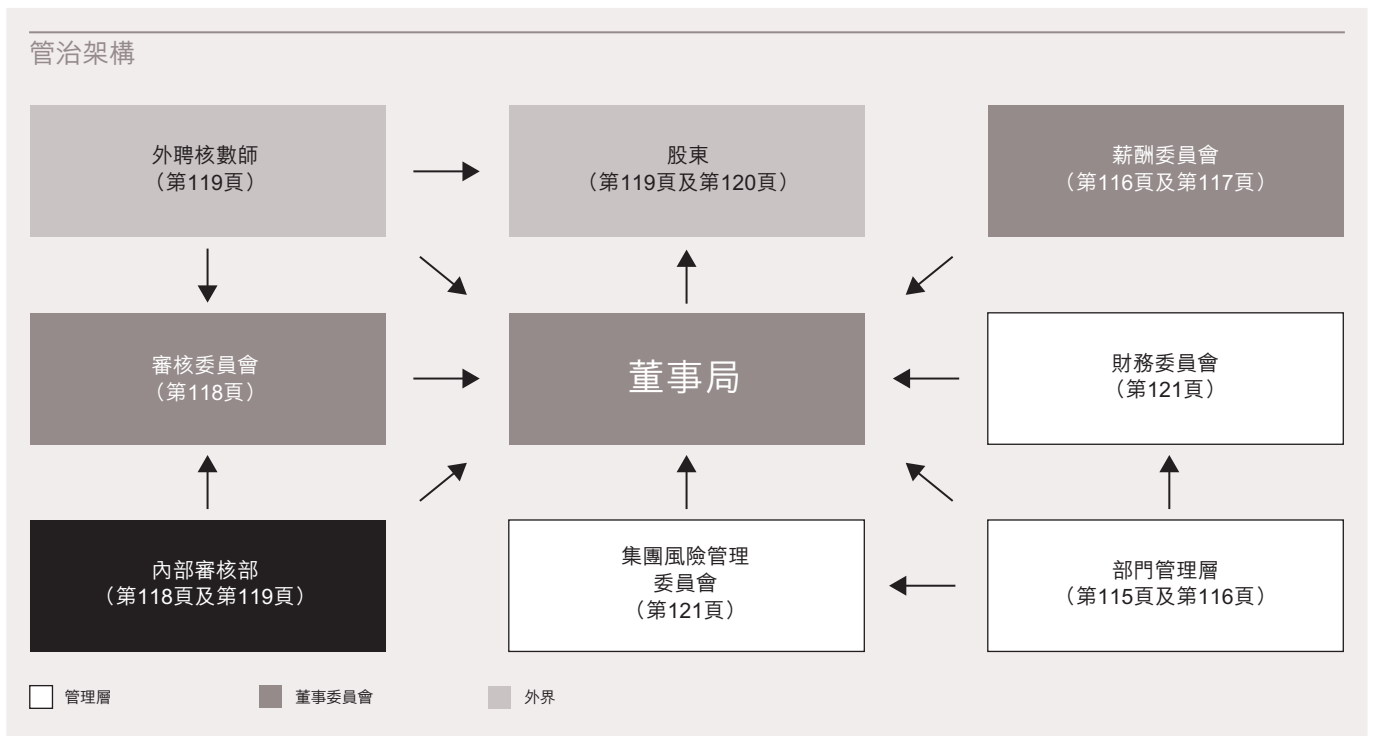 管治架構
外聘核數師
（第119頁）
股東
（第119頁及第120頁）
薪酬委員會
（第116頁及第117頁）
審核委員會
（第118頁）
董事局
財務委員會
（第121頁）
內部審核部
（第118頁及第119頁）
集團風險管理
委員會
（第121頁）
部門管理層
（第115頁及第116頁）
管理層
董事委員會
外界